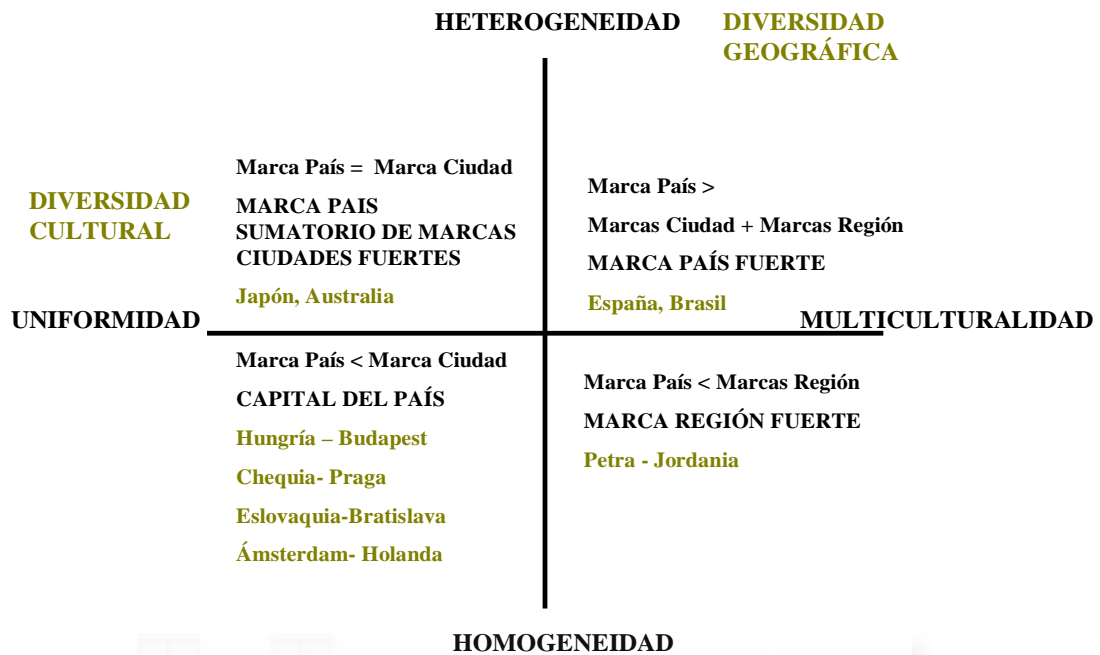 HETEROGENEIDAD
DIVERSIDAD
GEOGRÁFICA
Marca País = Marca Ciudad
MARCA PAIS
SUMATORIO DE MARCAS
CIUDADES FUERTES
Japón, Australia
DIVERSIDAD
CULTURAL
Marca País >
Marcas Ciudad + Marcas Región
MARCA PAÍS FUERTE
España, Brasil
UNIFORMIDAD
MULTICULTURALIDAD
Marca País < Marca Ciudad
CAPITAL DEL PAÍS
Hungría – Budapest
Chequia- Praga
Eslovaquia-Bratislava
Ámsterdam- Holanda
Marca País < Marcas Región
MARCA REGIÓN FUERTE
Petra - Jordania
HOMOGENEIDAD